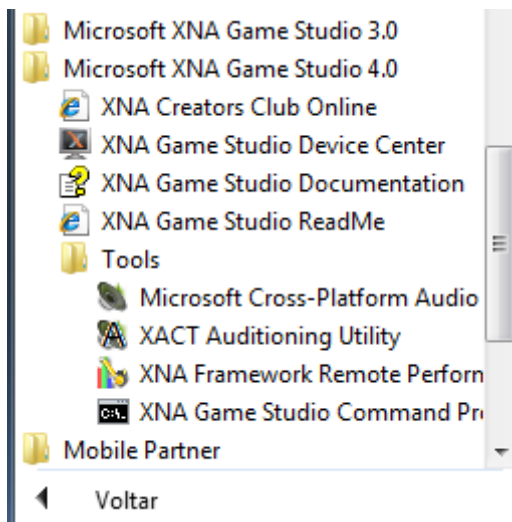 Microsoft XNA Game Studio 3.0
Microsoft XNA Game Studio 4.0
XNA Creators Club Online
XNA Game Studio Device Center
XNA Game Studio Documentation
XNA Game Studio ReadMe
Tools
Microsoft Cross-Platform Audio
XACT Auditioning Utility
XNA Framework Remote Perform
XNA Game Studio Command Pr
Mobile Partner
Voltar